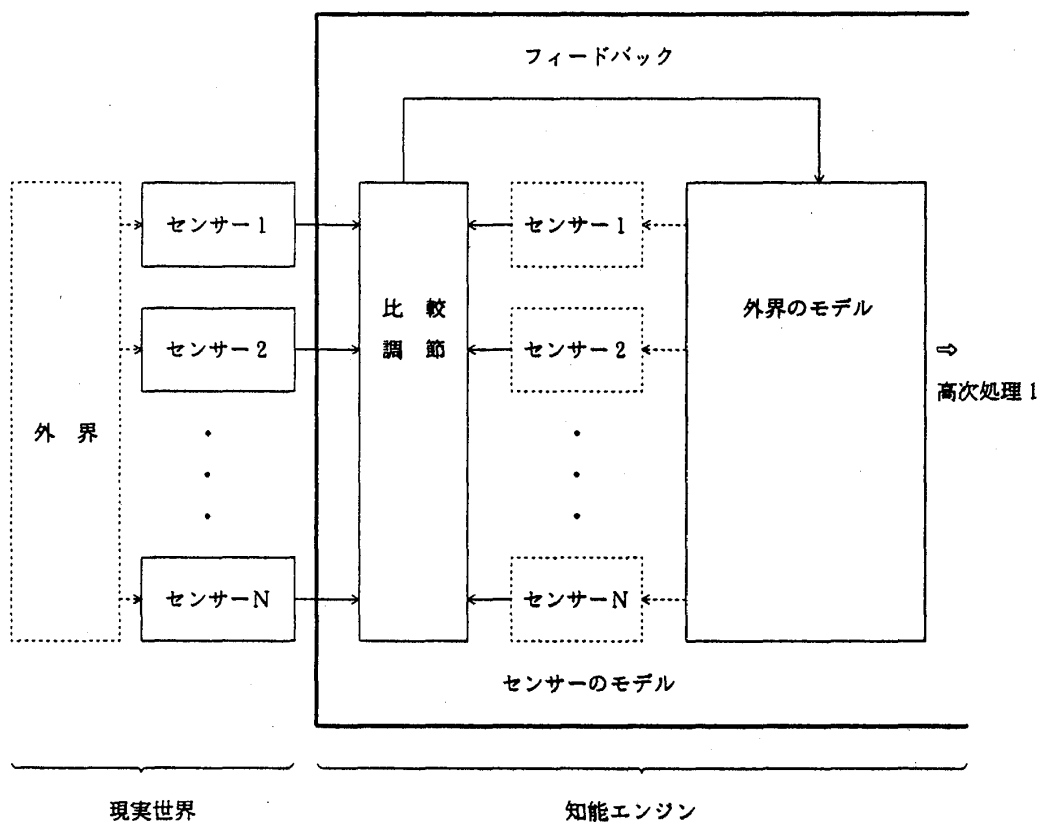 フィードバック
センサー1
センサー1
比 較
調 節
外界のモデル
センサー2
センサー2
⇨
高次処理1
外 界
センサーN
センサーN
センサーのモデル
現実世界
知能エンジン